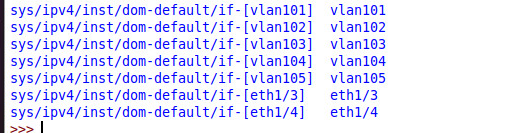 sys/ipv4/inst/dom-default/if-[vlan101]  vlan101
sys/ipv4/inst/dom-default/if-[vlan102]  vlan102
sys/ipv4/inst/dom-default/if-[vlan103]  vlan103
sys/ipv4/inst/dom-default/if-[vlan104]  vlan104
sys/ipv4/inst/dom-default/if-[vlan105]  vlan105
sys/ipv4/inst/dom-default/if-[eth1/3]   eth1/3
sys/ipv4/inst/dom-default/if-[eth1/4]   eth1/4
>>>